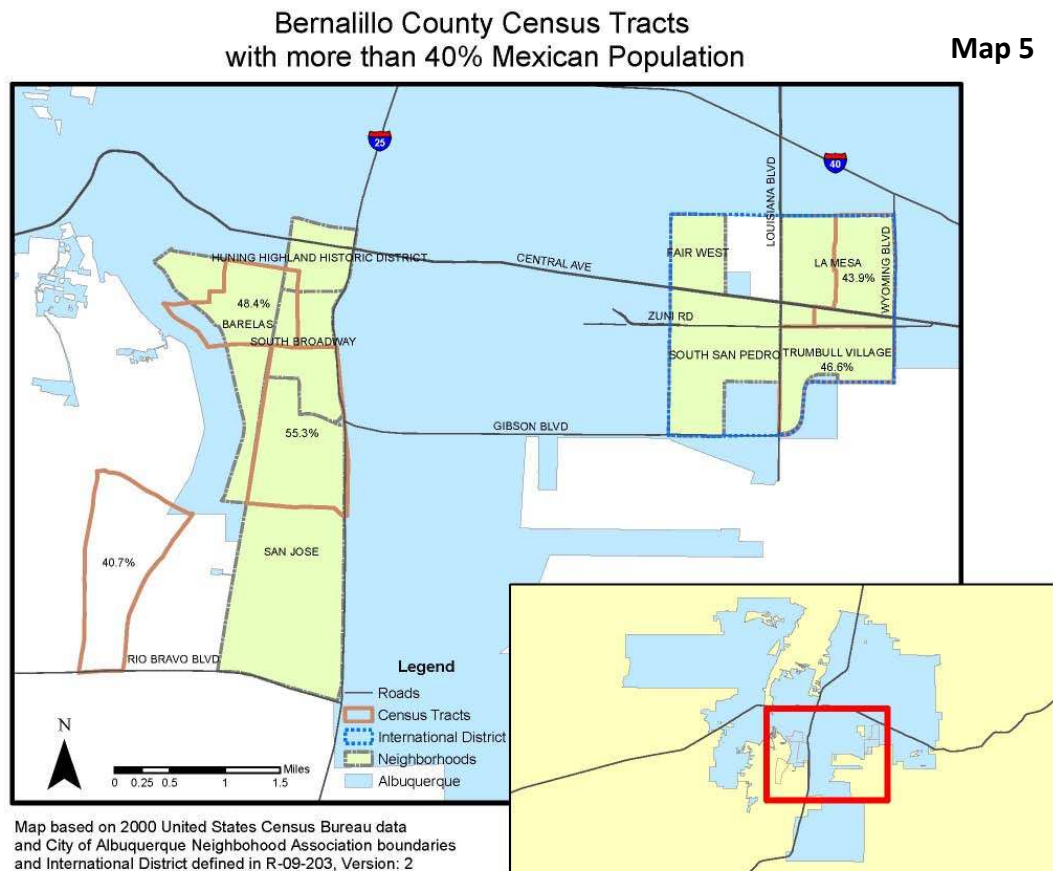 Bernalillo County Census Tracts
with more than 40% Mexican Population
Map 5
25
40
LOUISIANA BLVD
WYOMING BLVD
HUNING HIGHLAND HISTORIC DISTRICT
FAIR WEST
CENTRAL AVE
LA MESA
43.9%
48.4%
BARELAS
ZUNI RD
SOUTH BROADWAY
SOUTH SAN PEDRO
TRUMBULL VILLAGE
46.6%
55.3%
GIBSON BLVD
SAN JOSE
40.7%
RIO BRAVO BLVD
Legend
Roads
Census Tracts
International District
Neighborhoods
Albuquerque
N
Miles
0 0.25 0.5 1 1.5
Map based on 2000 United States Census Bureau data
and City of Albuquerque Neighbohood Association boundaries
and International District defined in R-09-203, Version: 2